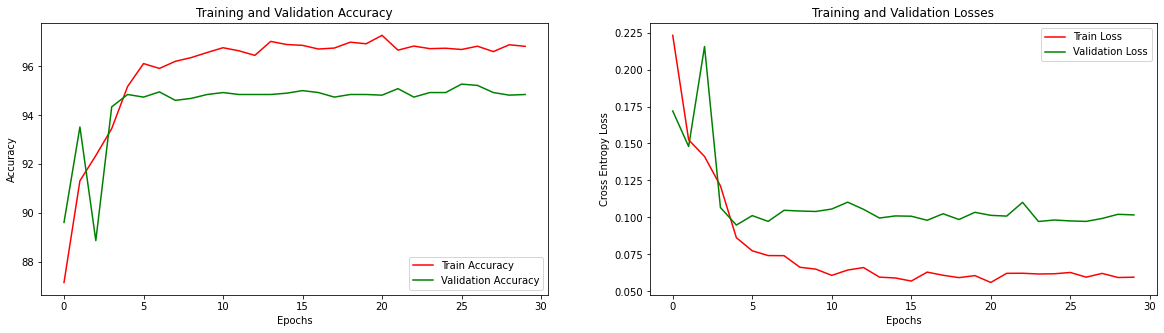 Training and Validation Accuracy
96
94
92
90
88
Accuracy
Train Accuracy
Validation Accuracy
0 5 10 15 20 25 30
Epochs
Training and Validation Losses
Train Loss
Validation Loss
0.225
0.200
0.175
0.150
0.125
0.100
0.075
0.050
Cross Entropy Loss
0 5 10 15 20 25 30
Epochs